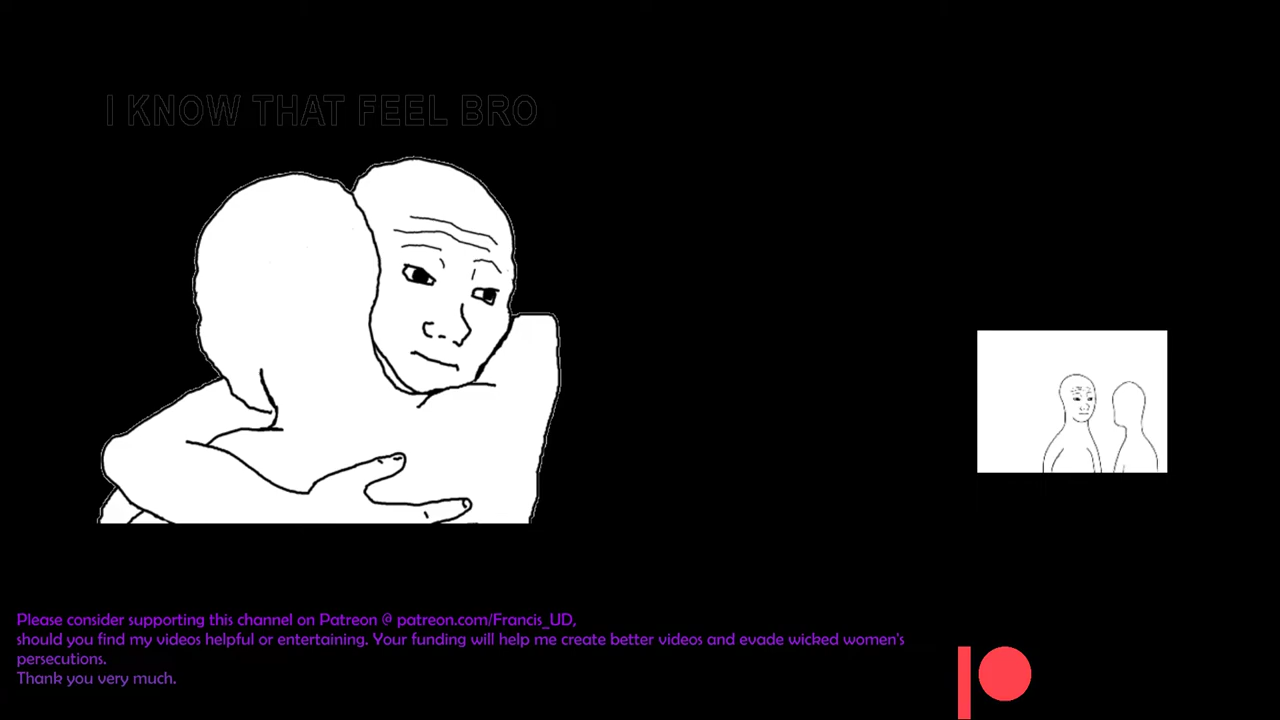 I KNOW THAT FEEL BRO
Please consider supporting this channel on Patreon @ patreon.com/Francis_UD,
should you find my videos helpful or entertaining. Your funding will help me create better videos and evade wicked women's
persecutions.
Thank you very much.